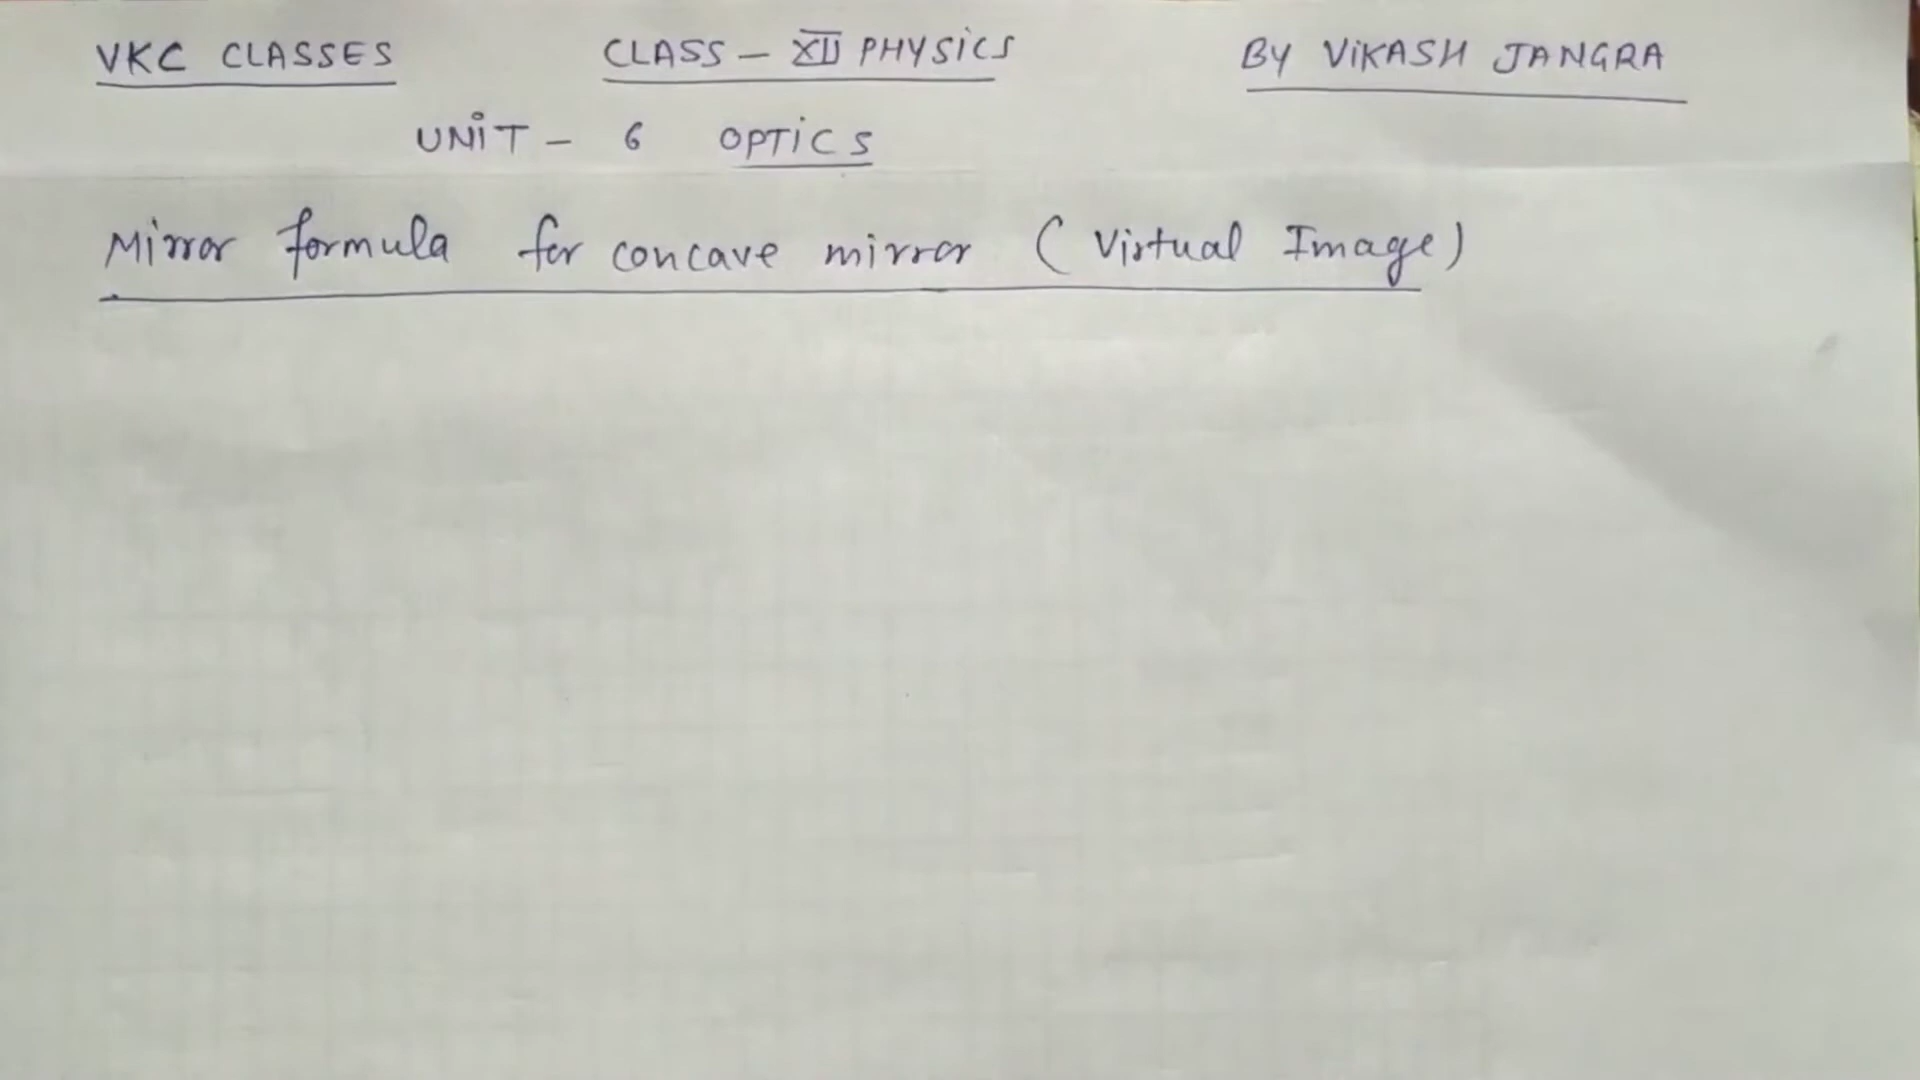 VKC CLASSES CLASS - XII PHYSICS BY VIKASH JANGRA
UNIT - 6 OPTICS
Mirror formula for concave mirror (Virtual Image)